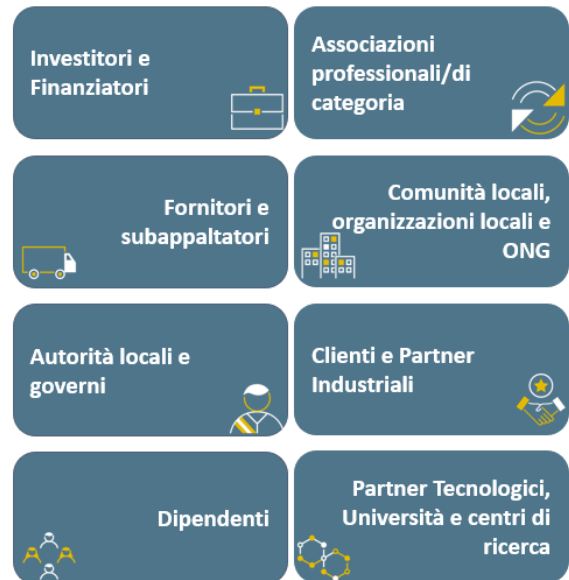 Investitori e
Finanziatori
Associazioni
professionali/di
categoria
Fornitori e
subappaltatori
Comunità locali,
organizzazioni locali e
ONG
Autorità locali e
governi
Clienti e Partner
Industriali
Dipendenti
Partner Tecnologici,
Università e centri di
ricerca